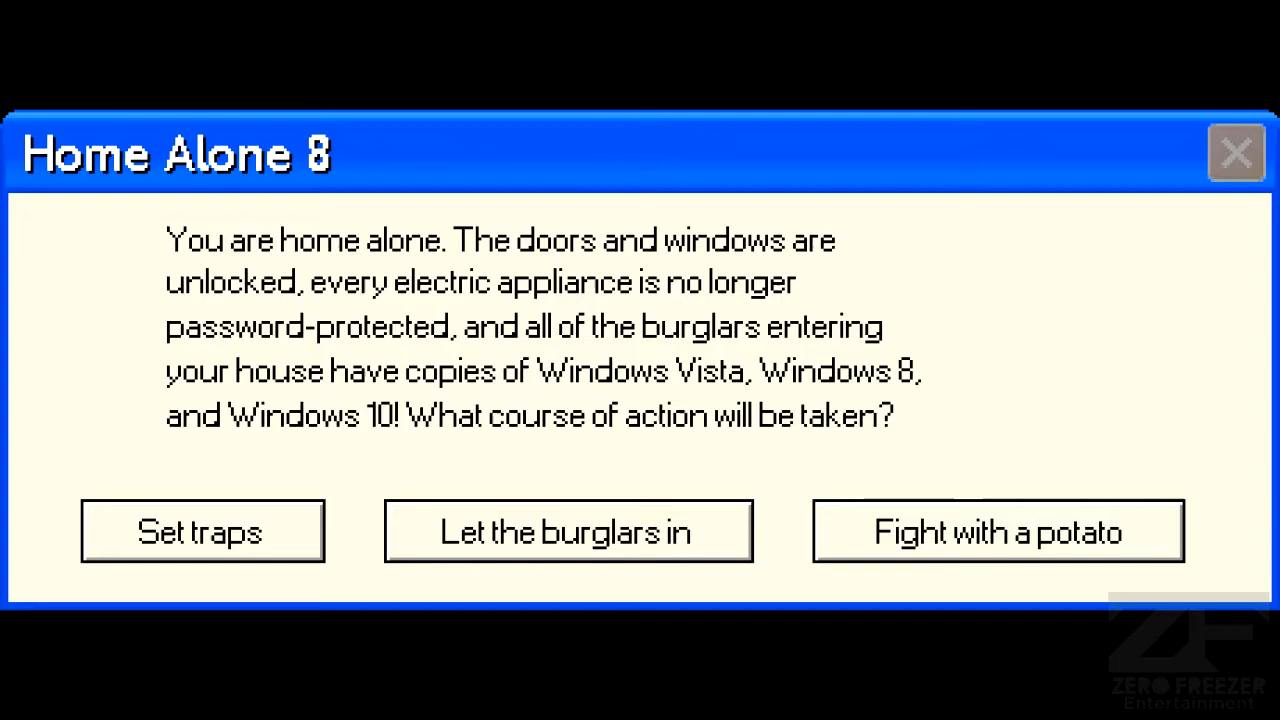 Home Alone 8
You are home alone. The doors and windows are
unlocked, every electric appliance is no longer
password-protected, and all of the burglars entering
your house have copies of Windows Vista, Windows 8,
and Windows 10! What course of action will be taken?
Set traps
Let the burglars in
Fight with a potato
ZF
ZERO FREEZER
Entertainment